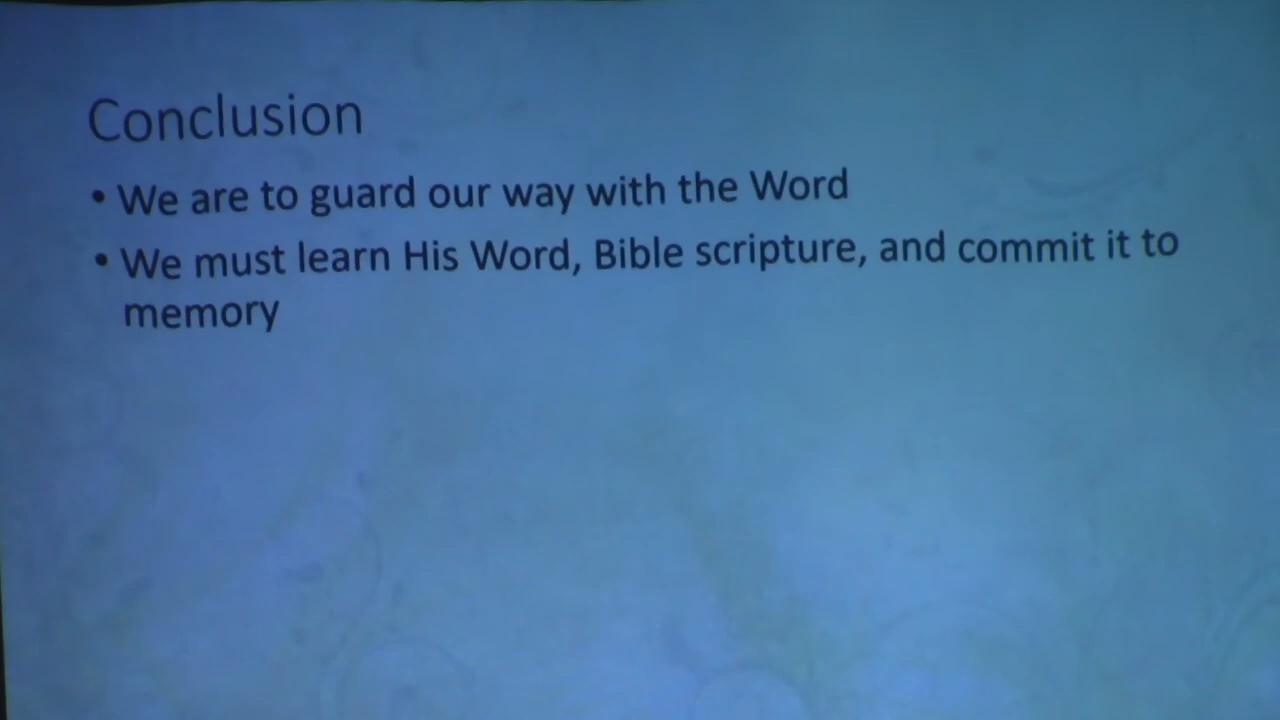 Conclusion
• We are to guard our way with the Word
• We must learn His Word, Bible scripture, and commit it to
memory